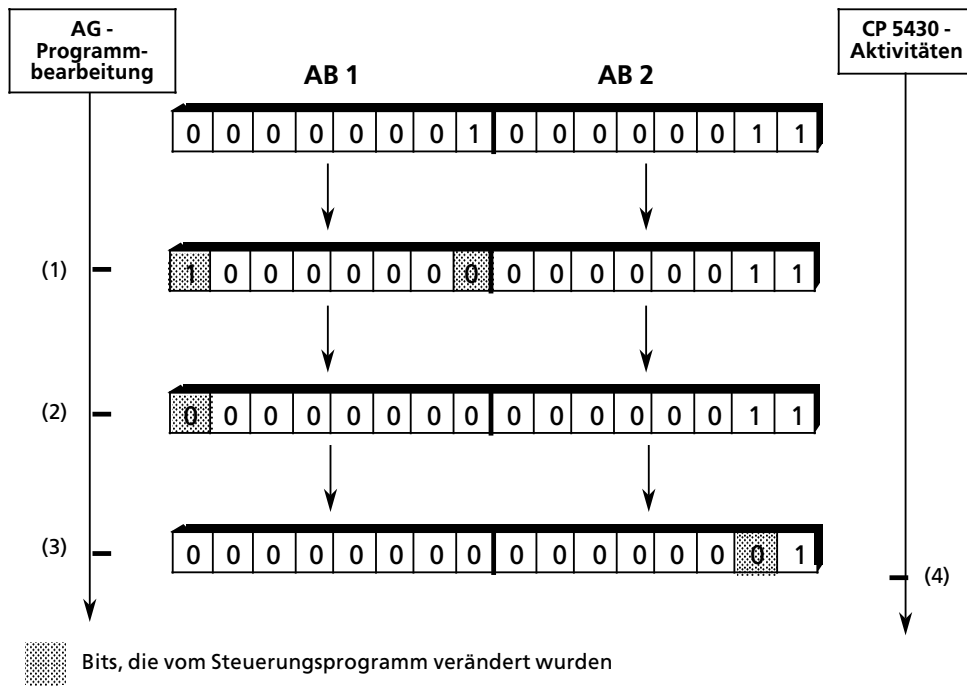 AG -
Programm-
bearbeitung
CP 5430 -
Aktivitäten
AB 1 AB 2
0 0 0 0 0 0 0 1 0 0 0 0 0 0 1 1
(1) 1 0 0 0 0 0 0 0 0 0 0 0 0 0 1 1
(2) 0 0 0 0 0 0 0 0 0 0 0 0 0 0 1 1
(3) 0 0 0 0 0 0 0 0 0 0 0 0 0 0 0 1
(4)
Bits, die vom Steuerungsprogramm verändert wurden